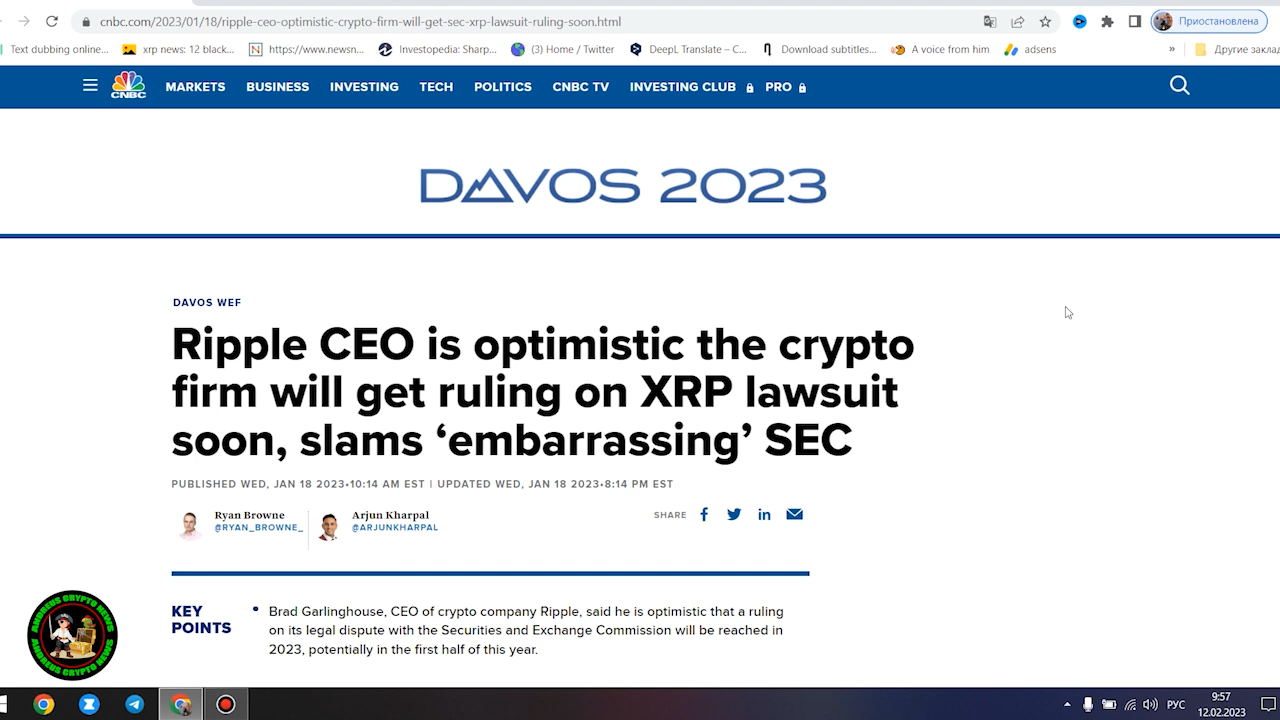 cnbc.com/2023/01/18/ripple-ceo-optimistic-crypto-firm-will-get-sec-xrp-lawsuit-ruling-soon.html
Приостановлена
Text dubbing online...
xrp news: 12 black...
https://www.newsn...
Investopedia: Sharp...
(3) Home / Twitter
DeepL Translate – C...
Download subtitles...
A voice from him
adsens
»
Другие заклад
CNBC
MARKETS
BUSINESS
INVESTING
TECH
POLITICS
CNBC TV
INVESTING CLUB
PRO
DAVOS 2023
DAVOS WEF
Ripple CEO is optimistic the crypto
firm will get ruling on XRP lawsuit
soon, slams ‘embarrassing’ SEC
PUBLISHED WED, JAN 18 2023•10:14 AM EST | UPDATED WED, JAN 18 2023•8:14 PM EST
Ryan Browne
@RYAN_BROWNE_
Arjun Kharpal
@ARJUNKHARPAL
SHARE
KEY
POINTS
• Brad Garlinghouse, CEO of crypto company Ripple, said he is optimistic that a ruling
on its legal dispute with the Securities and Exchange Commission will be reached in
2023, potentially in the first half of this year.
ANDREUS CRYPTO NEWS
ANDREUS CRYPTO NEWS
РУС
9:57
12.02.2023